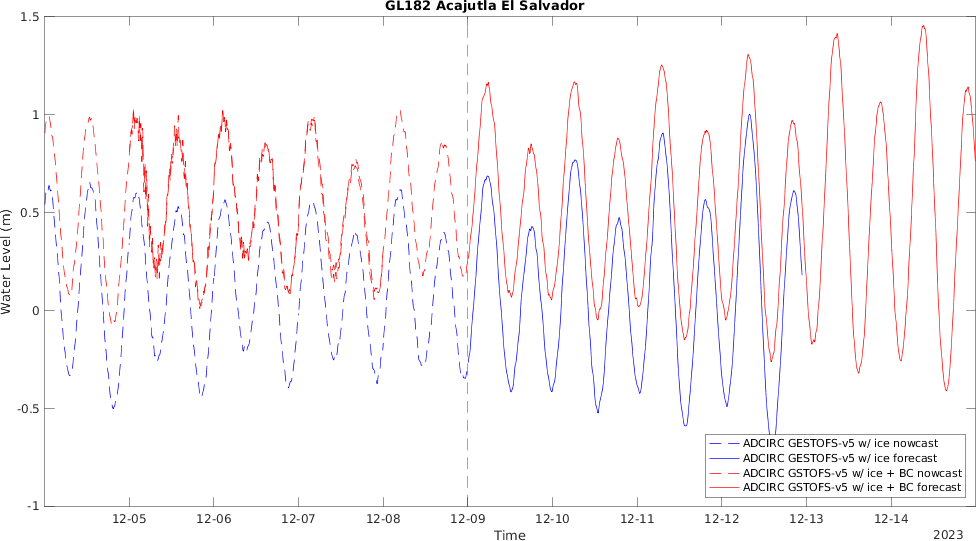 GL182 Acajutla El Salvador
1.5
1
0.5
0
-0.5
-1
Water Level (m)
12-05
12-06
12-07
12-08
12-09
12-10
12-11
12-12
12-13
12-14
Time
2023
ADCIRC GESTOFS-v5 w/ ice nowcast
ADCIRC GESTOFS-v5 w/ ice forecast
ADCIRC GSTOFS-v5 w/ ice + BC nowcast
ADCIRC GSTOFS-v5 w/ ice + BC forecast